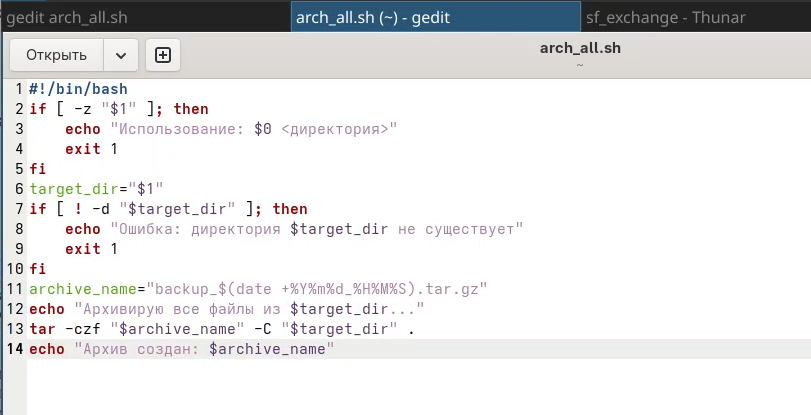 gedit arch_all.sh
arch_all.sh (~) - gedit
sf_exchange - Thunar
Открыть
arch_all.sh
~
1 #!/bin/bash
2 if [ -z "$1" ]; then
3     echo "Использование: $0 <директория>"
4     exit 1
5 fi
6 target_dir="$1"
7 if [ ! -d "$target_dir" ]; then
8     echo "Ошибка: директория $target_dir не существует"
9     exit 1
10 fi
11 archive_name="backup_$(date +%Y%m%d_%H%M%S).tar.gz"
12 echo "Архивирую все файлы из $target_dir..."
13 tar -czf "$archive_name" -C "$target_dir" .
14 echo "Архив создан: $archive_name"